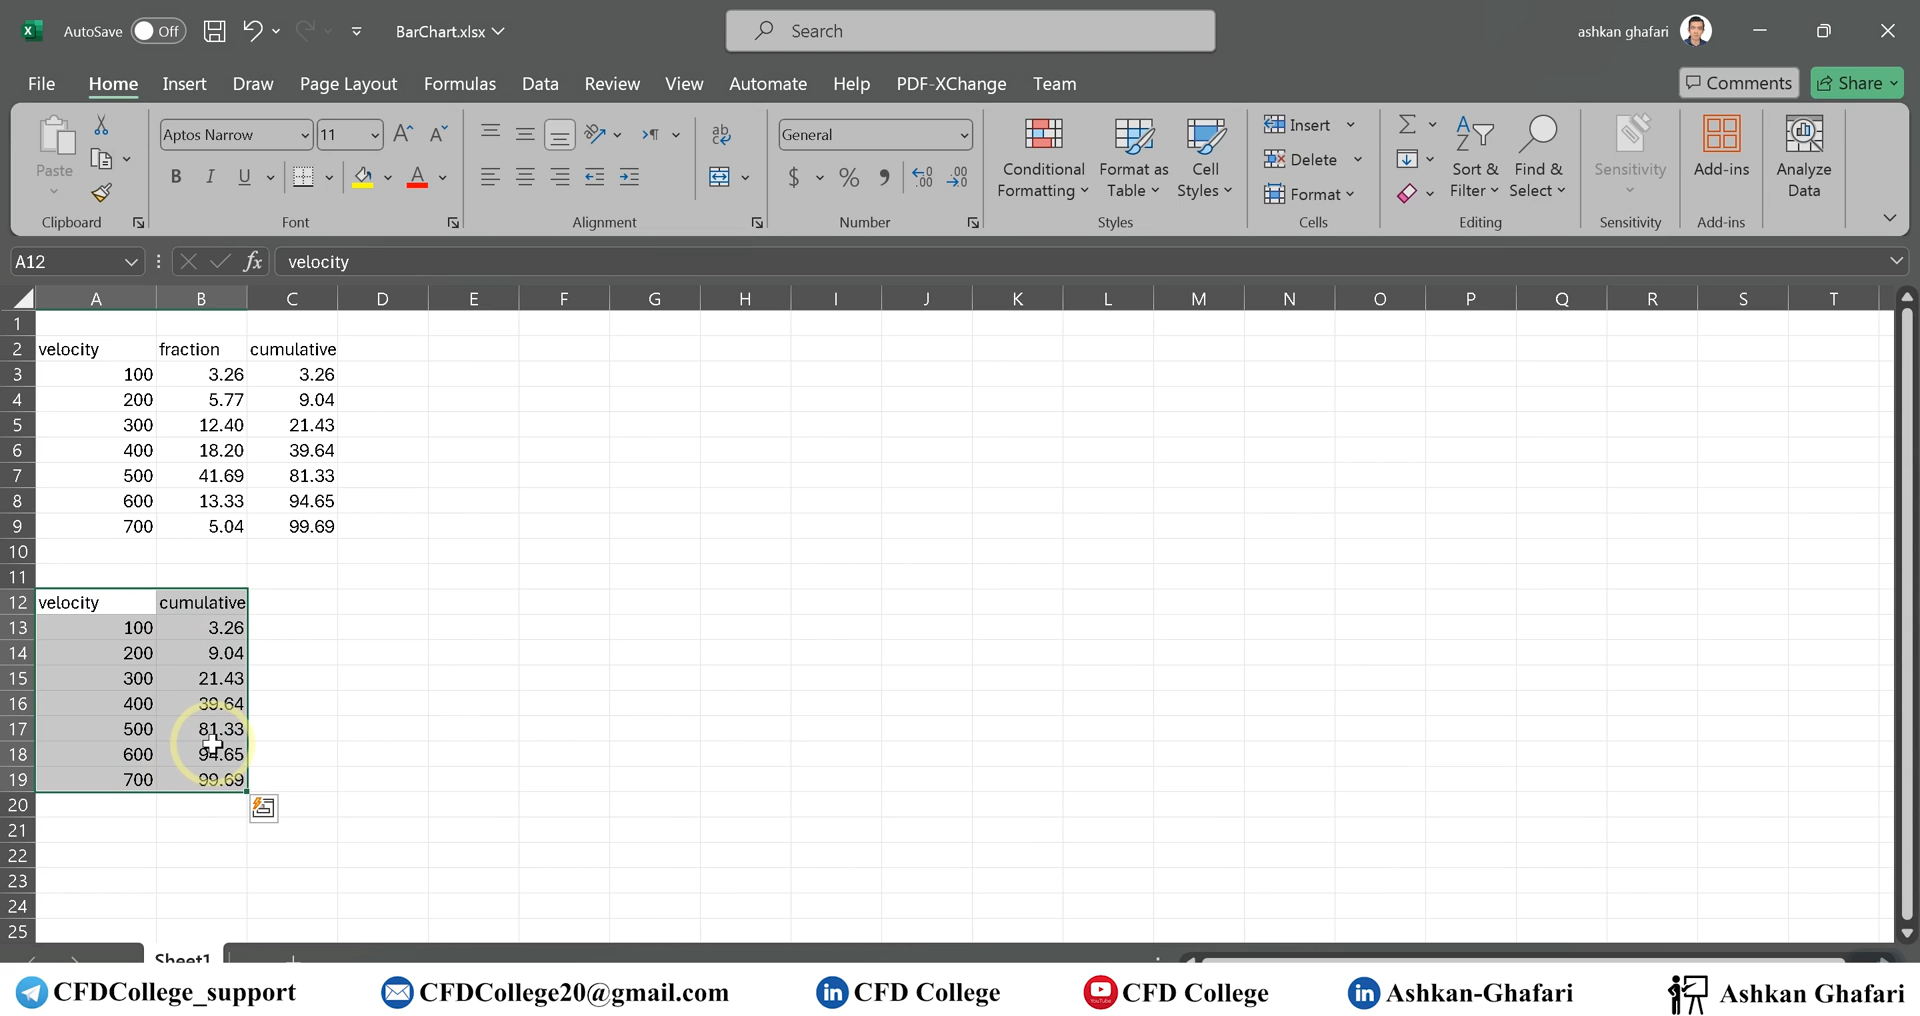 AutoSave Off BarChart.xlsx Search ashkan ghafari
File Home Insert Draw Page Layout Formulas Data Review View Automate Help PDF-XChange Team Comments Share
Paste
Clipboard
Aptos Narrow 11
B I U A
Font
Alignment
General
$ % 9
Number
Conditional Formatting
Format as Table
Cell Styles
Styles
Insert
Delete
Format
Cells
Sort & Filter
Find & Select
Editing
Sensitivity
Sensitivity
Add-ins
Add-ins
Analyze Data
A12 fx velocity
A B C D E F G H I J K L M N O P Q R S T
1
2 velocity fraction cumulative
3 100 3.26 3.26
4 200 5.77 9.04
5 300 12.40 21.43
6 400 18.20 39.64
7 500 41.69 81.33
8 600 13.33 94.65
9 700 5.04 99.69
10
11
12 velocity cumulative
13 100 3.26
14 200 9.04
15 300 21.43
16 400 39.64
17 500 81.33
18 600 94.65
19 700 99.69
20
21
22
23
24
25
Sheet1
CFDCollege_support CFDCollege20@gmail.com CFD College CFD College Ashkan-Ghafari Ashkan Ghafari